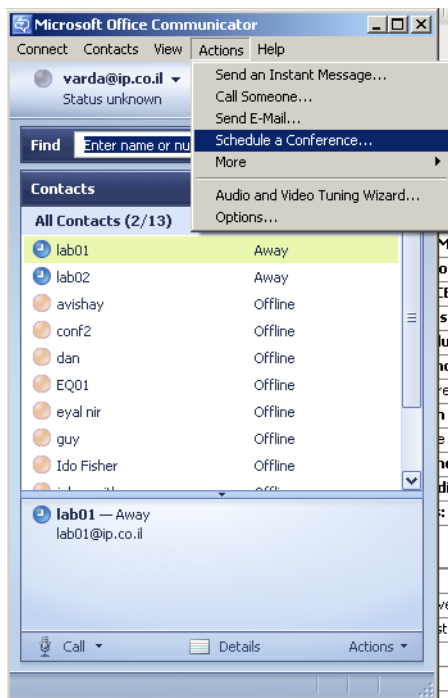 Microsoft Office Communicator
Connect Contacts View Actions Help
varda@ip.co.il
Status unknown
Send an Instant Message...
Call Someone...
Send E-Mail...
Schedule a Conference...
More
Audio and Video Tuning Wizard...
Options...
Find Enter name or nu
Contacts
All Contacts (2/13)
lab01 Away
lab02 Away
avishay Offline
conf2 Offline
dan Offline
EQ01 Offline
eyal nir Offline
guy Offline
Ido Fisher Offline
lab01 — Away
lab01@ip.co.il
Call Details Actions